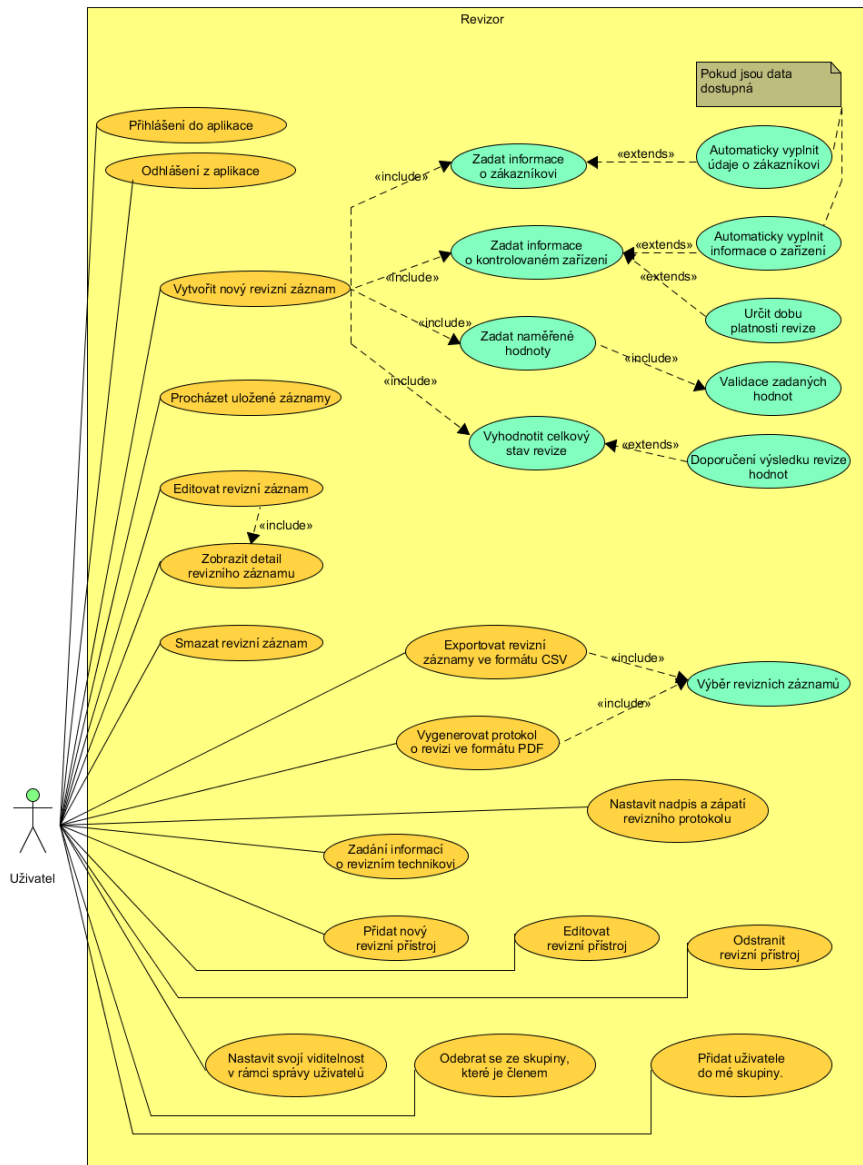 Revizor
Pokud jsou data
dostupná
Přihlášení do aplikace
Odhlášení z aplikace
Zadat informace
o zákazníkovi
«extends»
Automaticky vyplnit
údaje o zákazníkovi
«include»
Zadat informace
o kontrolovaném zařízení
«extends»
Automaticky vyplnit
informace o zařízení
«include»
«extends»
Vytvořit nový revizní záznam
Určit dobu
platnosti revize
«include»
Zadat naměřené
hodnoty
«include»
Validace zadaných
hodnot
«include»
Procházet uložené záznamy
Vyhodnotit celkový
stav revize
«extends»
Doporučení výsledku revize
hodnot
Editovat revizní záznam
«include»
Zobrazit detail
revizního záznamu
Smazat revizní záznam
Exportovat revizní
záznamy ve formátu CSV
«include»
Výběr revizních záznamů
«include»
Vygenerovat protokol
o revizi ve formátu PDF
Nastavit nadpis a zápatí
revizního protokolu
Zadání informací
o revizním technikovi
Uživatel
Přidat nový
revizní přístroj
Editovat
revizní přístroj
Odstranit
revizní přístroj
Nastavit svojí viditelnost
v rámci správy uživatelů
Odebrat se ze skupiny,
které je členem
Přidat uživatele
do mé skupiny.